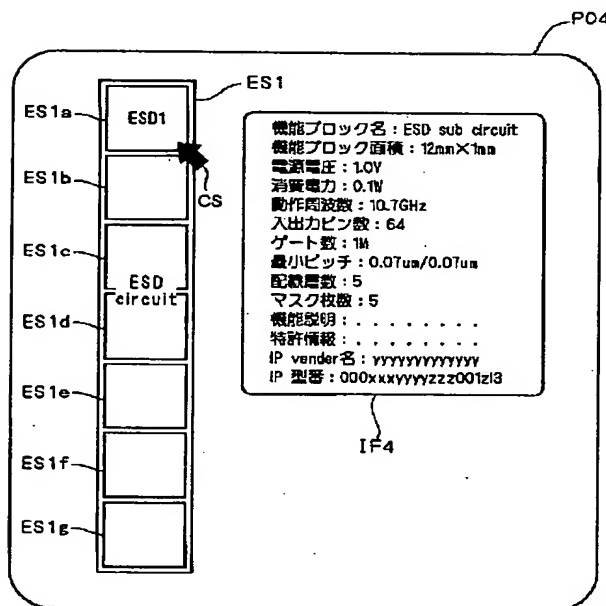 PO4
ES1
ES1a
ESD1
CS
ES1b
ES1c
ESD
circuit
ES1d
ES1e
ES1f
ES1g
機能ブロック名：ESD sub circuit
機能ブロック面積：12mm×1mm
電源電圧：1.0V
消費電力：0.1W
動作周波数：10.7GHz
入出力ピン数：64
ゲート数：1M
最小ピッチ：0.07um/0.07um
配線層数：5
マスク枚数：5
機能説明：. . . . . . . .
特許情報：. . . . . . . .
IP vender名：yyyyyyyyyyyyy
IP 型番：000xxxyyyyzzz001zl3
IF4